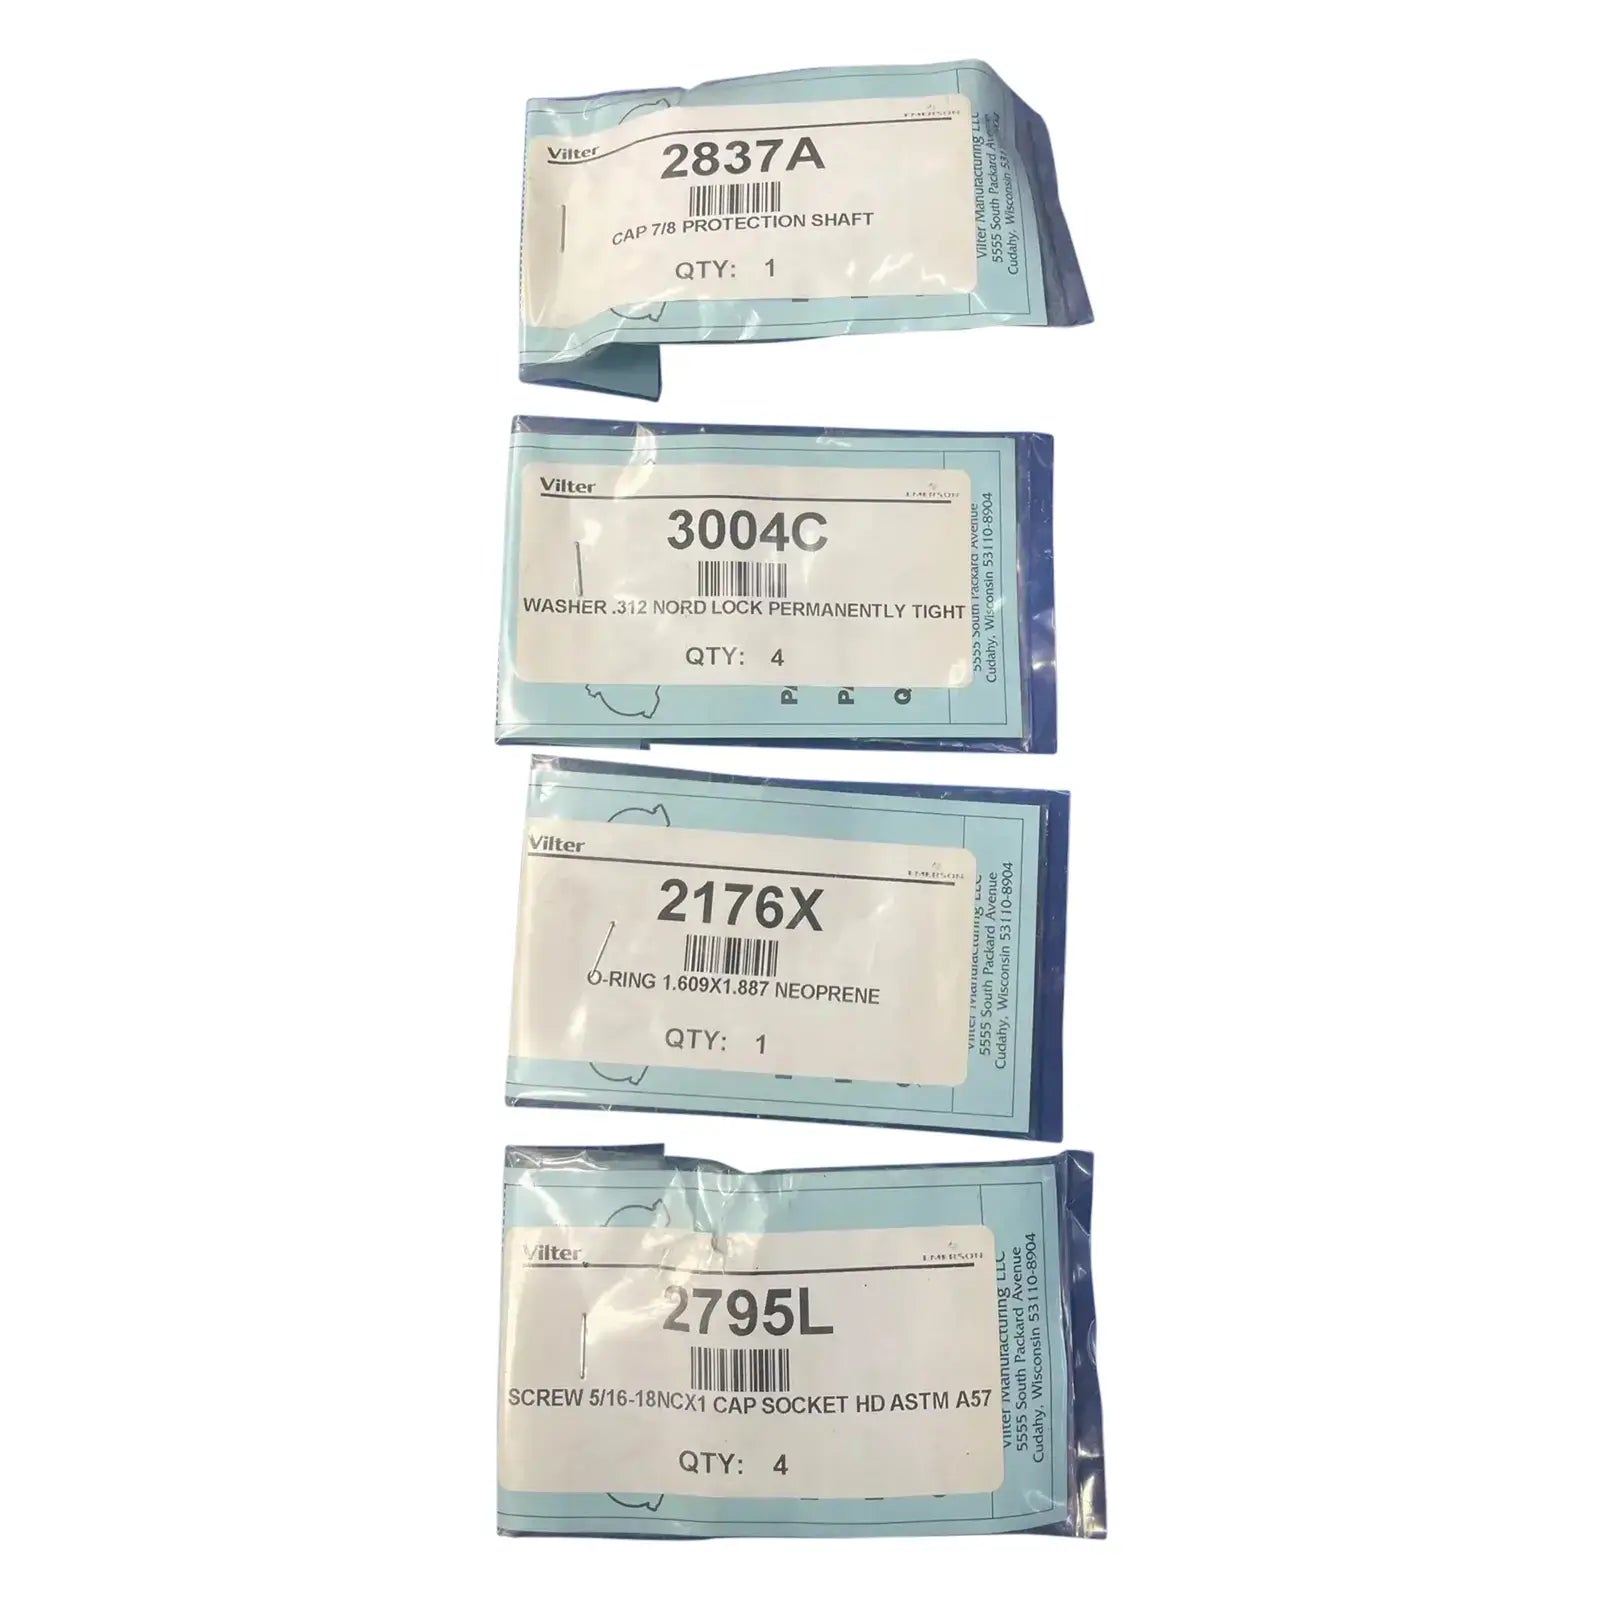 Vilter
EMERSON
2837A
CAP 7/8 PROTECTION SHAFT
QTY: 1
Vilter Manufacturing LLC
5555 South Packard Avenue
Cudahy, Wisconsin 531
Vilter
EMERSON
3004C
WASHER .312 NORD LOCK PERMANENTLY TIGHT
QTY: 4
5555 South Packard Avenue
Cudahy, Wisconsin 53110-8904
Vilter
EMERSON
2176X
O-RING 1.609X1.887 NEOPRENE
QTY: 1
Vilter Manufacturing LLC
5555 South Packard Avenue
Cudahy, Wisconsin 53110-8904
Vilter
EMERSON
2795L
SCREW 5/16-18NCX1 CAP SOCKET HD ASTM A57
QTY: 4
Vilter Manufacturing LLC
5555 South Packard Avenue
Cudahy, Wisconsin 53110-8904